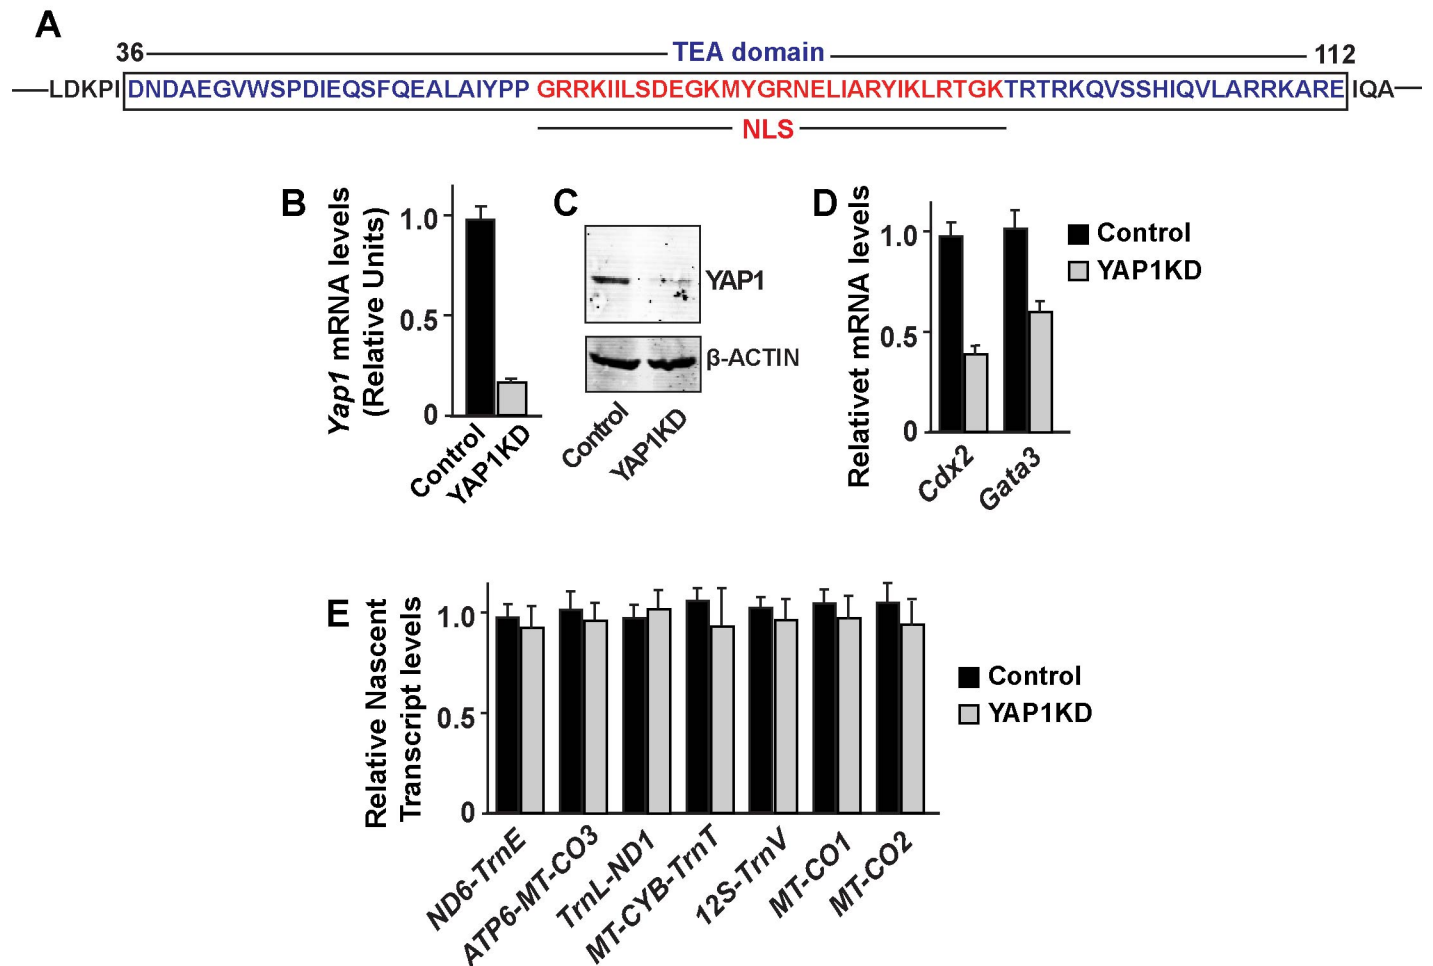 A
36 TEA domain 112
LDKPI DNDAEGVWSPDIEQSFQEALAIYPP GRRKIILSDEGKMYGRNELIARYIKLRTGKTRTRKQVSSHIQVLARRKARE IQA
NLS
B
Yap1 mRNA levels
(Relative Units)
1.0
0.5
0
Control
YAP1KD
C
YAP1
β-ACTIN
Control
YAP1KD
D
Relativet mRNA levels
1.0
0.5
0
Cdx2
Gata3
Control
YAP1KD
E
Relative Nascent
Transcript levels
1.0
0.5
0
ND6-TrnE
ATP6-MT-CO3
TrnL-ND1
MT-CYB-TrnT
12S-TrnV
MT-CO1
MT-CO2
Control
YAP1KD